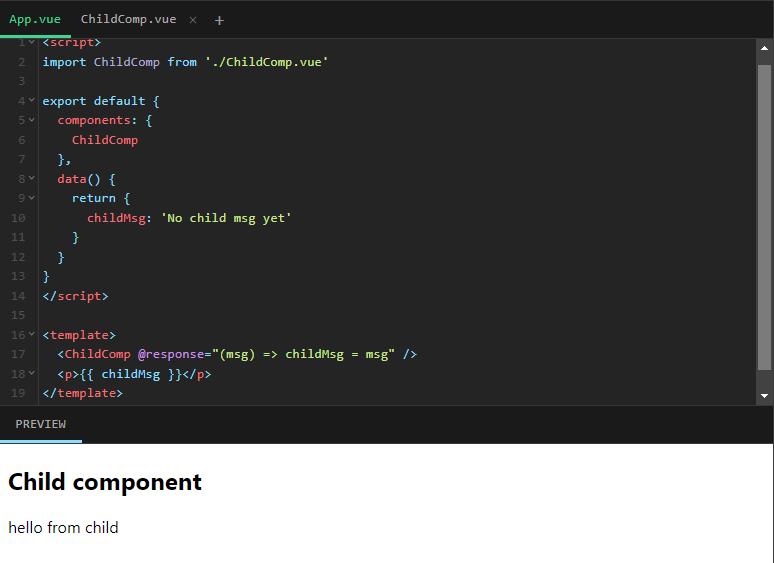 App.vue ChildComp.vue × +
1 <script>
2 import ChildComp from './ChildComp.vue'
3
4 export default {
5   components: {
6     ChildComp
7   },
8   data() {
9     return {
10       childMsg: 'No child msg yet'
11     }
12   }
13 }
14 </script>
15
16 <template>
17   <ChildComp @response="(msg) => childMsg = msg" />
18   <p>{{ childMsg }}</p>
19 </template>
PREVIEW
Child component
hello from child